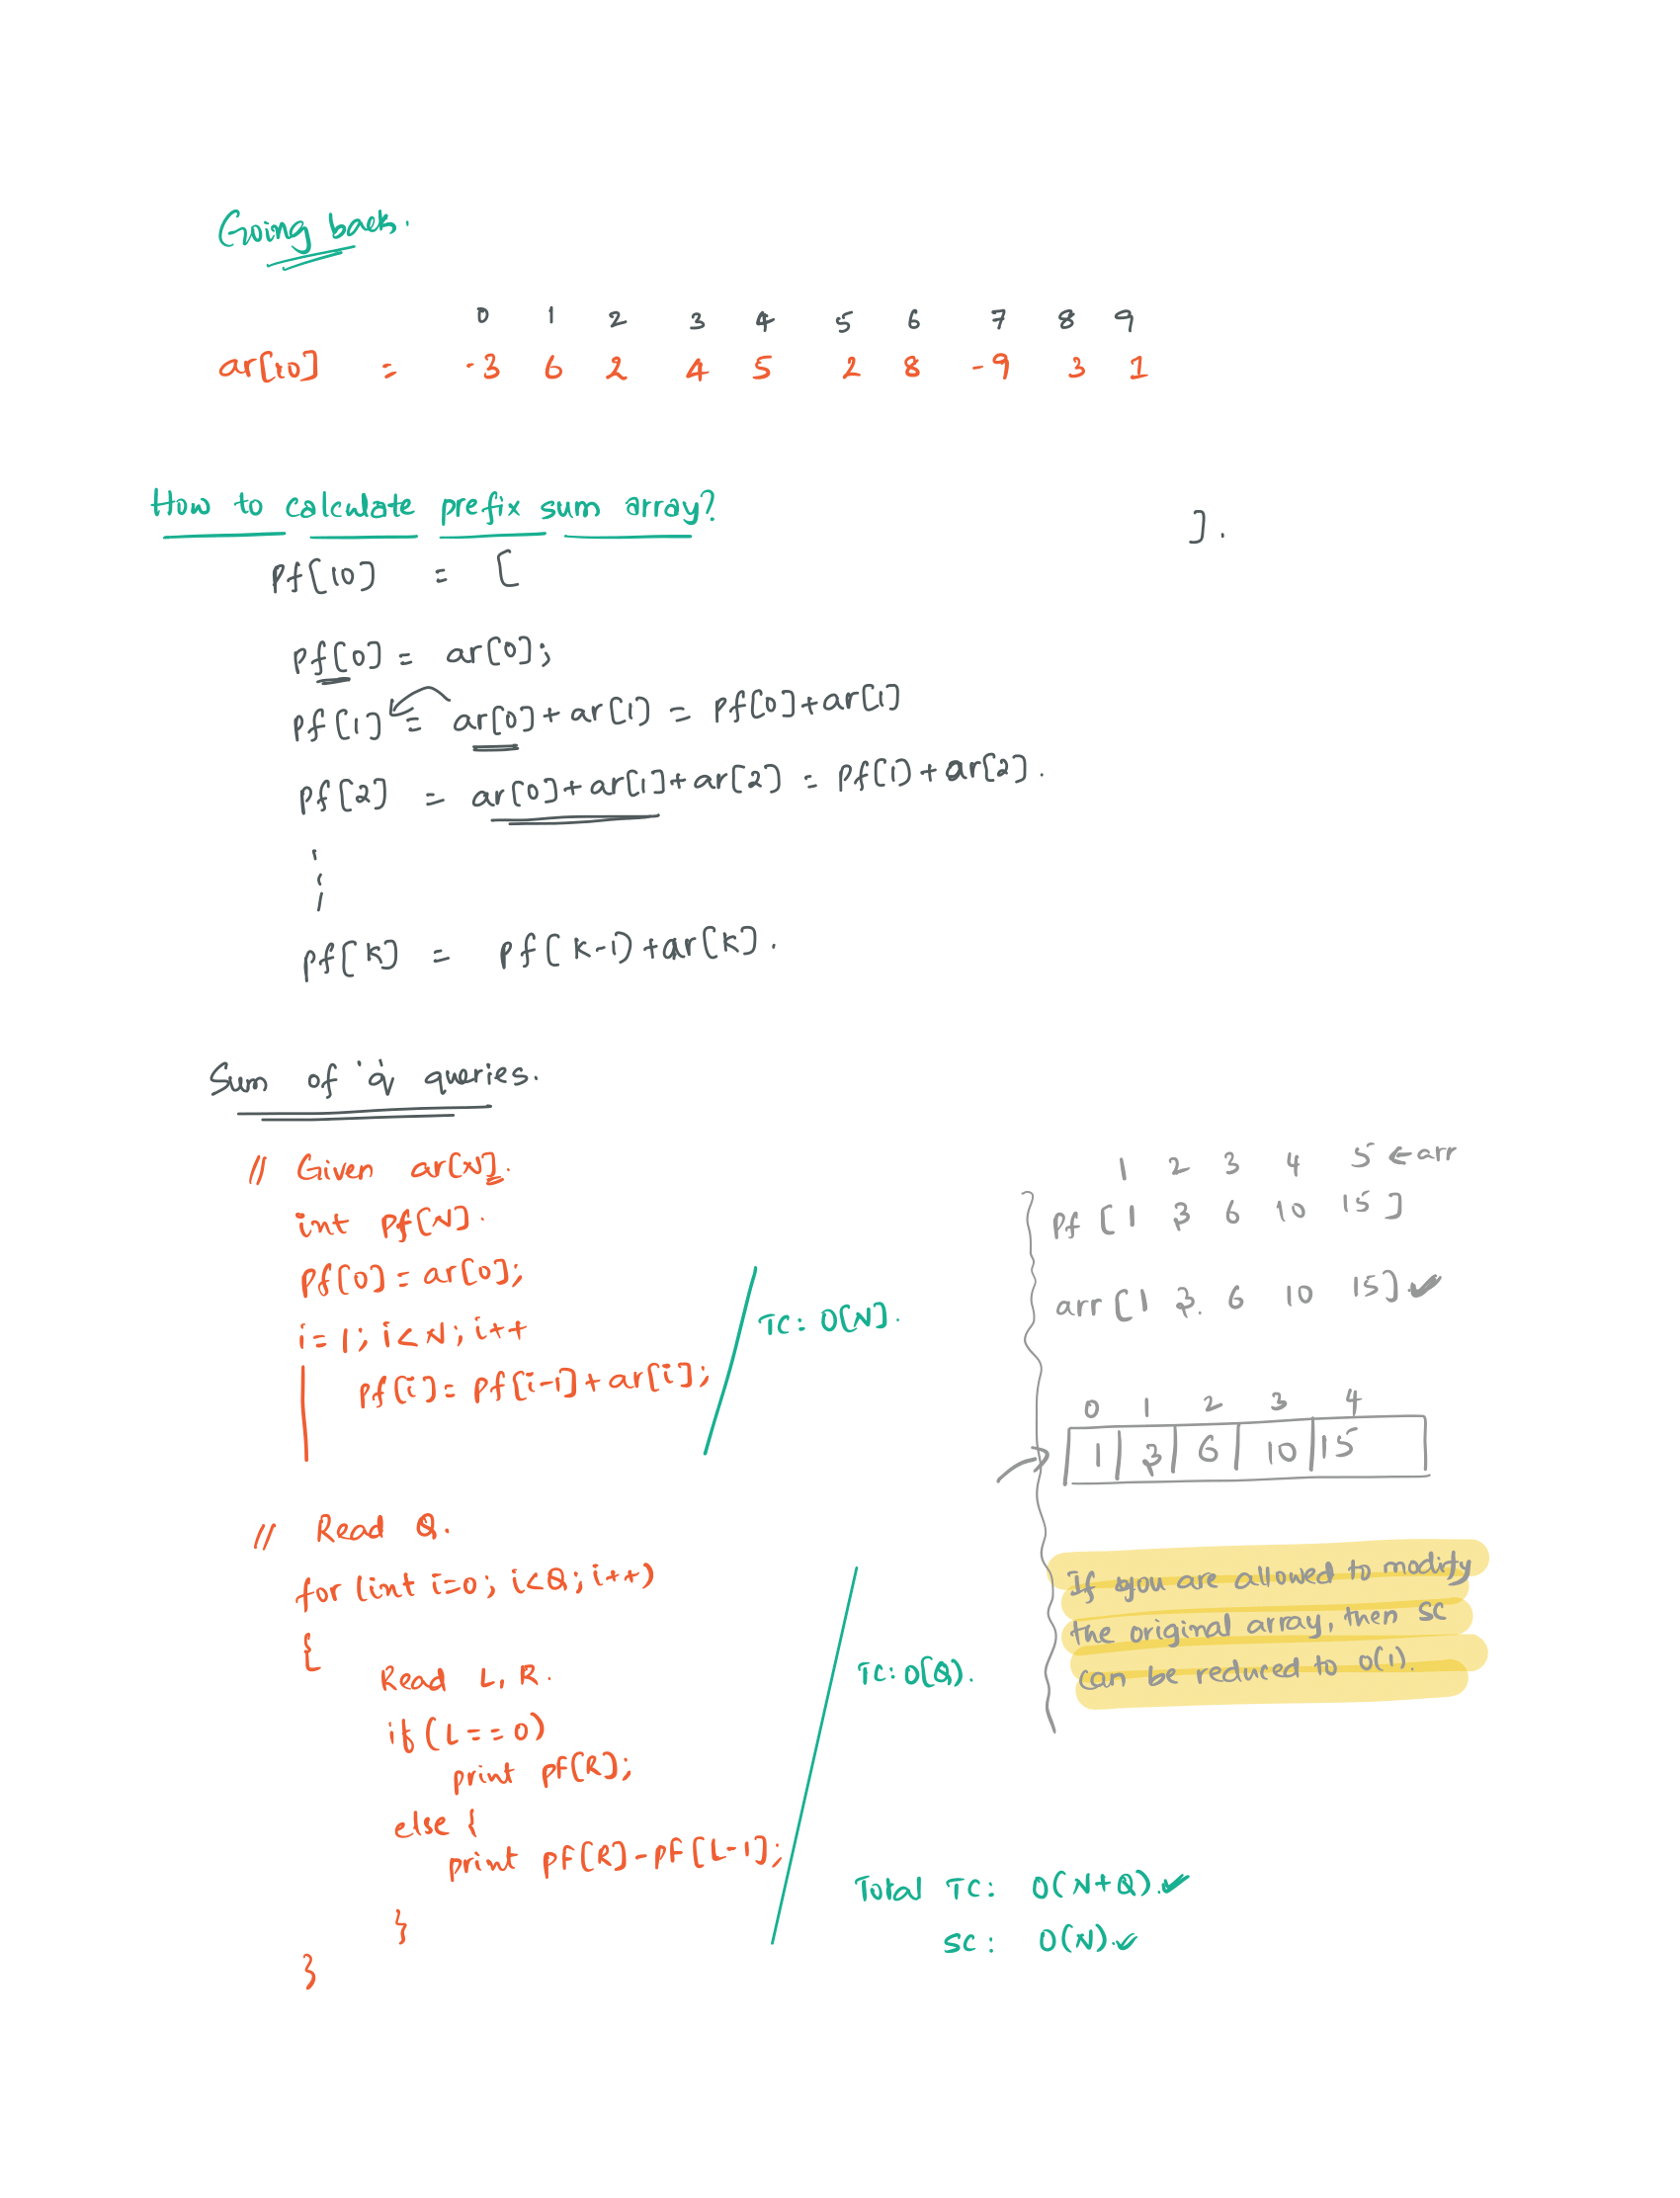 Going back.
0 1 2 3 4 5 6 7 8 9
ar[10] = -3 6 2 4 5 2 8 -9 3 1
How to calculate prefix sum array?
pf[10] = [ ].
pf[0] = ar[0];
pf[1] = ar[0]+ar[1] = pf[0]+ar[1]
pf[2] = ar[0]+ar[1]+ar[2] = pf[1]+ar[2].
pf[K] = pf[K-1]+ar[K].
Sum of 'q' queries.
// Given ar[N].
int pf[N].
pf[0] = ar[0];
i=1; i<N; i++
pf[i] = pf[i-1]+ar[i];
TC: O[N].
1 2 3 4 5 ← arr
pf [1 3 6 10 15]
arr [1 3. 6 10 15] ✓
0 1 2 3 4
1 3 6 10 15
If you are allowed to modify
the original array, then SC
can be reduced to O(1).
// Read Q.
for (int i=0; i<Q; i++)
{
Read L, R.
if (L==0)
print pf[R];
else {
print pf[R]-pf[L-1];
}
}
TC: O(Q).
Total TC: O(N+Q). ✓
SC: O(N). ✓